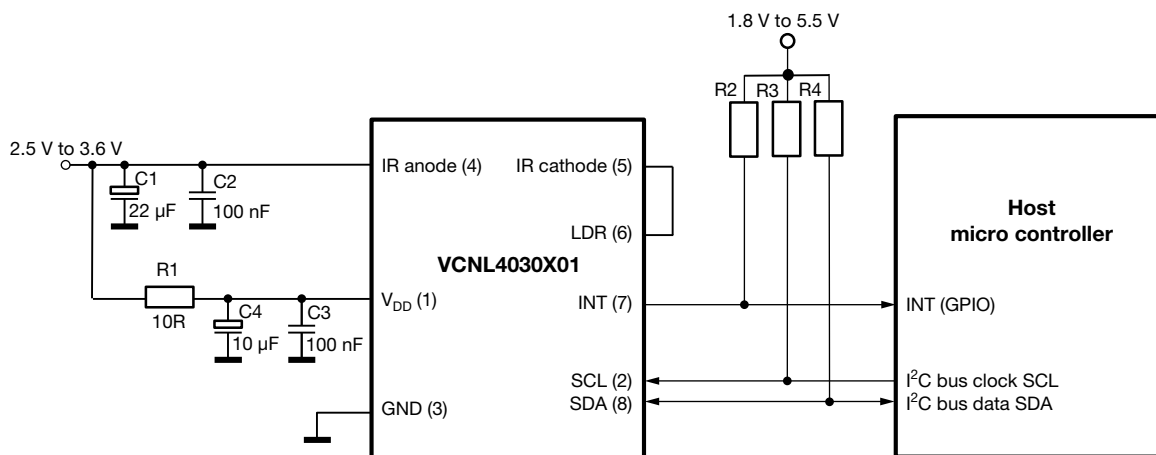 1.8 V to 5.5 V
R2
R3
R4
2.5 V to 3.6 V
C1
22 µF
C2
100 nF
R1
10R
C4
10 µF
C3
100 nF
IR anode (4)
IR cathode (5)
LDR (6)
VCNL4030X01
VDD (1)
INT (7)
SCL (2)
SDA (8)
GND (3)
Host
micro controller
INT (GPIO)
I²C bus clock SCL
I²C bus data SDA